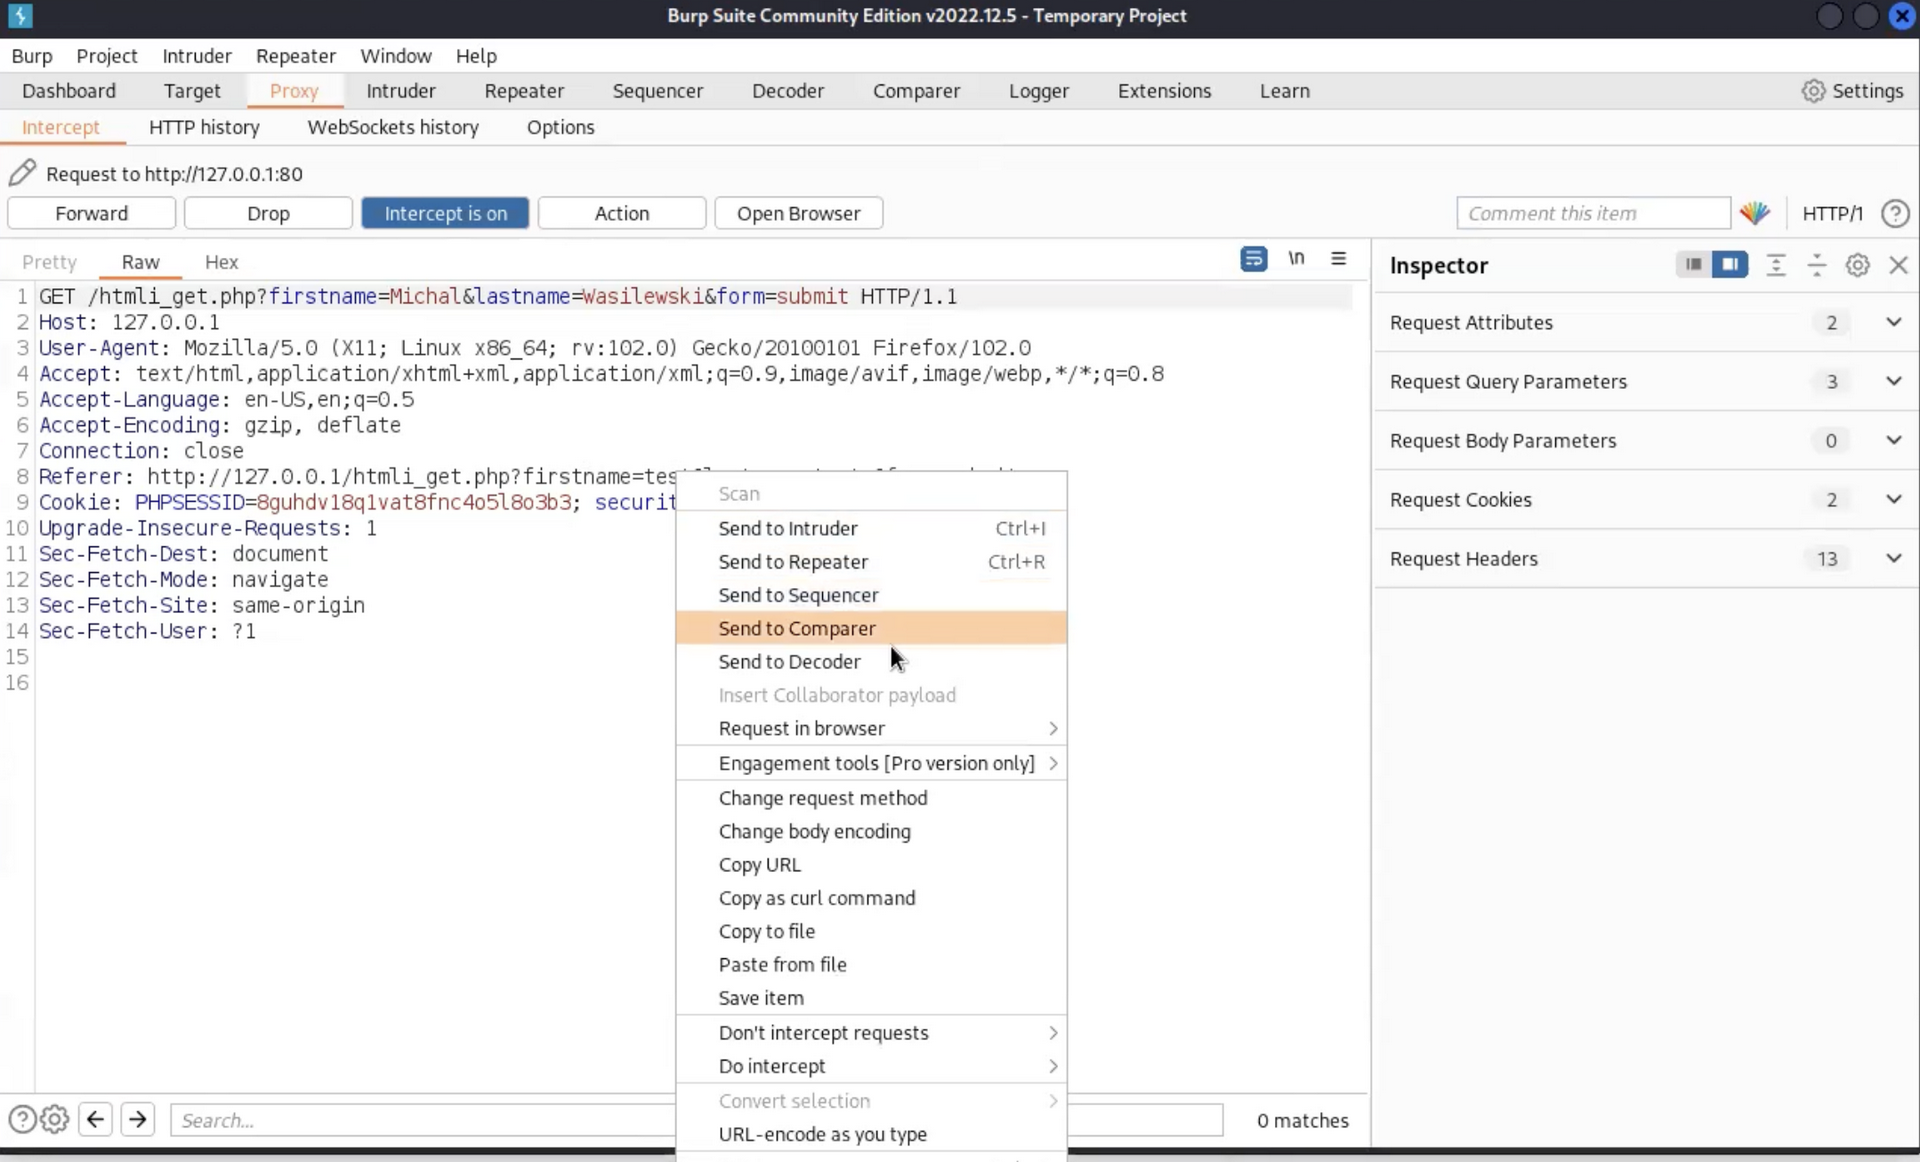 Burp Suite Community Edition v2022.12.5 - Temporary Project
Burp Project Intruder Repeater Window Help
Dashboard Target Proxy Intruder Repeater Sequencer Decoder Comparer Logger Extensions Learn Settings
Intercept HTTP history WebSockets history Options
Request to http://127.0.0.1:80
Forward Drop Intercept is on Action Open Browser Comment this item HTTP/1 ?
Pretty Raw Hex \n
Inspector
1 GET /htmli_get.php?firstname=Michal&lastname=Wasilewski&form=submit HTTP/1.1
2 Host: 127.0.0.1
3 User-Agent: Mozilla/5.0 (X11; Linux x86_64; rv:102.0) Gecko/20100101 Firefox/102.0
4 Accept: text/html,application/xhtml+xml,application/xml;q=0.9,image/avif,image/webp,*/*;q=0.8
5 Accept-Language: en-US,en;q=0.5
6 Accept-Encoding: gzip, deflate
7 Connection: close
8 Referer: http://127.0.0.1/htmli_get.php?firstname=tes
9 Cookie: PHPSESSID=8guhdv18q1vat8fnc4o5l8o3b3; securit
10 Upgrade-Insecure-Requests: 1
11 Sec-Fetch-Dest: document
12 Sec-Fetch-Mode: navigate
13 Sec-Fetch-Site: same-origin
14 Sec-Fetch-User: ?1
15
16
Scan
Send to Intruder Ctrl+I
Send to Repeater Ctrl+R
Send to Sequencer
Send to Comparer
Send to Decoder
Insert Collaborator payload
Request in browser
Engagement tools [Pro version only]
Change request method
Change body encoding
Copy URL
Copy as curl command
Copy to file
Paste from file
Save item
Don't intercept requests
Do intercept
Convert selection
URL-encode as you type
Request Attributes 2
Request Query Parameters 3
Request Body Parameters 0
Request Cookies 2
Request Headers 13
? Search... 0 matches